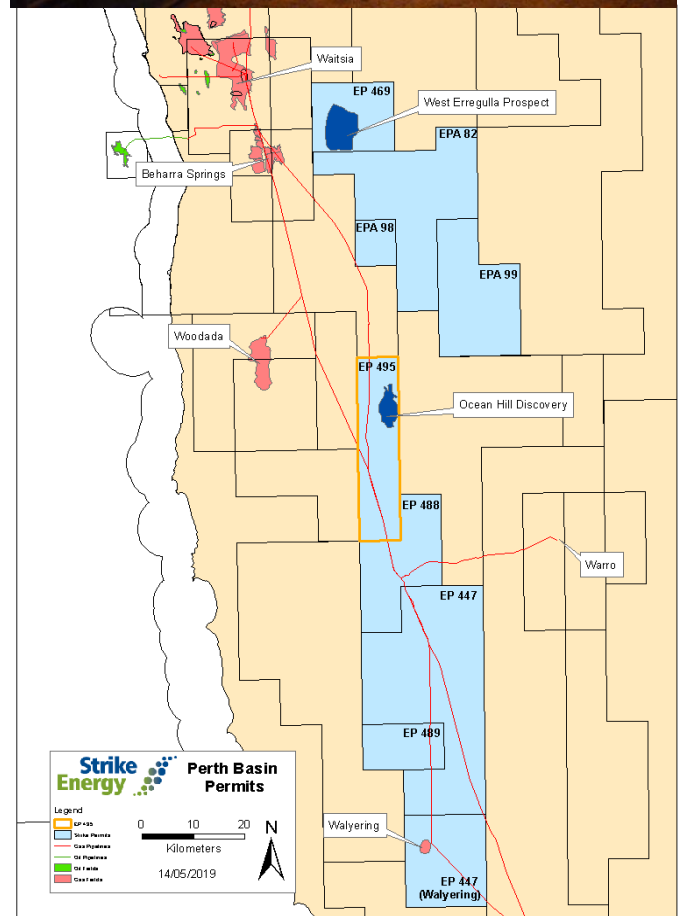 Waitsia
EP 469
West Erregulla Prospect
EPA 82
Beharra Springs
EPA 98
EPA 99
Woodada
EP 495
Ocean Hill Discovery
EP 488
Warro
EP 447
EP 489
Strike
Energy
Perth Basin
Permits
Legend
EP 495
Strike Permits
Gas Pipelines
Oil Pipelines
Oil Fields
Gas Fields
0 10 20
Kilometers
N
14/05/2019
Walyering
EP 447
(Walyering)